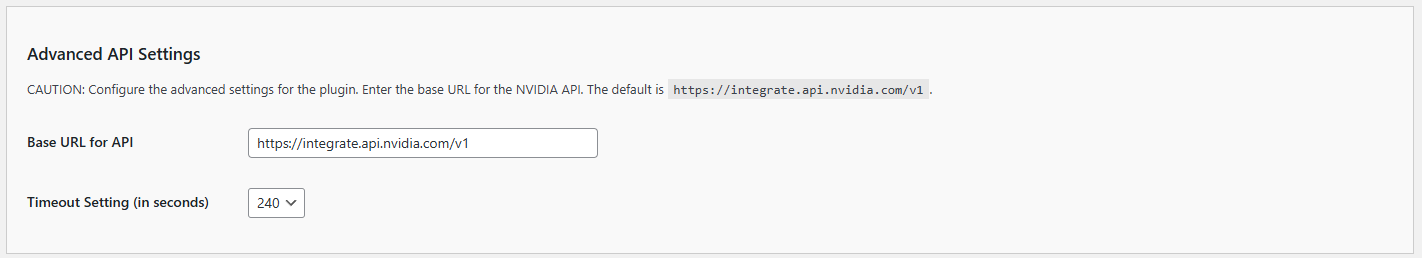 Advanced API Settings
CAUTION: Configure the advanced settings for the plugin. Enter the base URL for the NVIDIA API. The default is https://integrate.api.nvidia.com/v1.
Base URL for API https://integrate.api.nvidia.com/v1
Timeout Setting (in seconds) 240